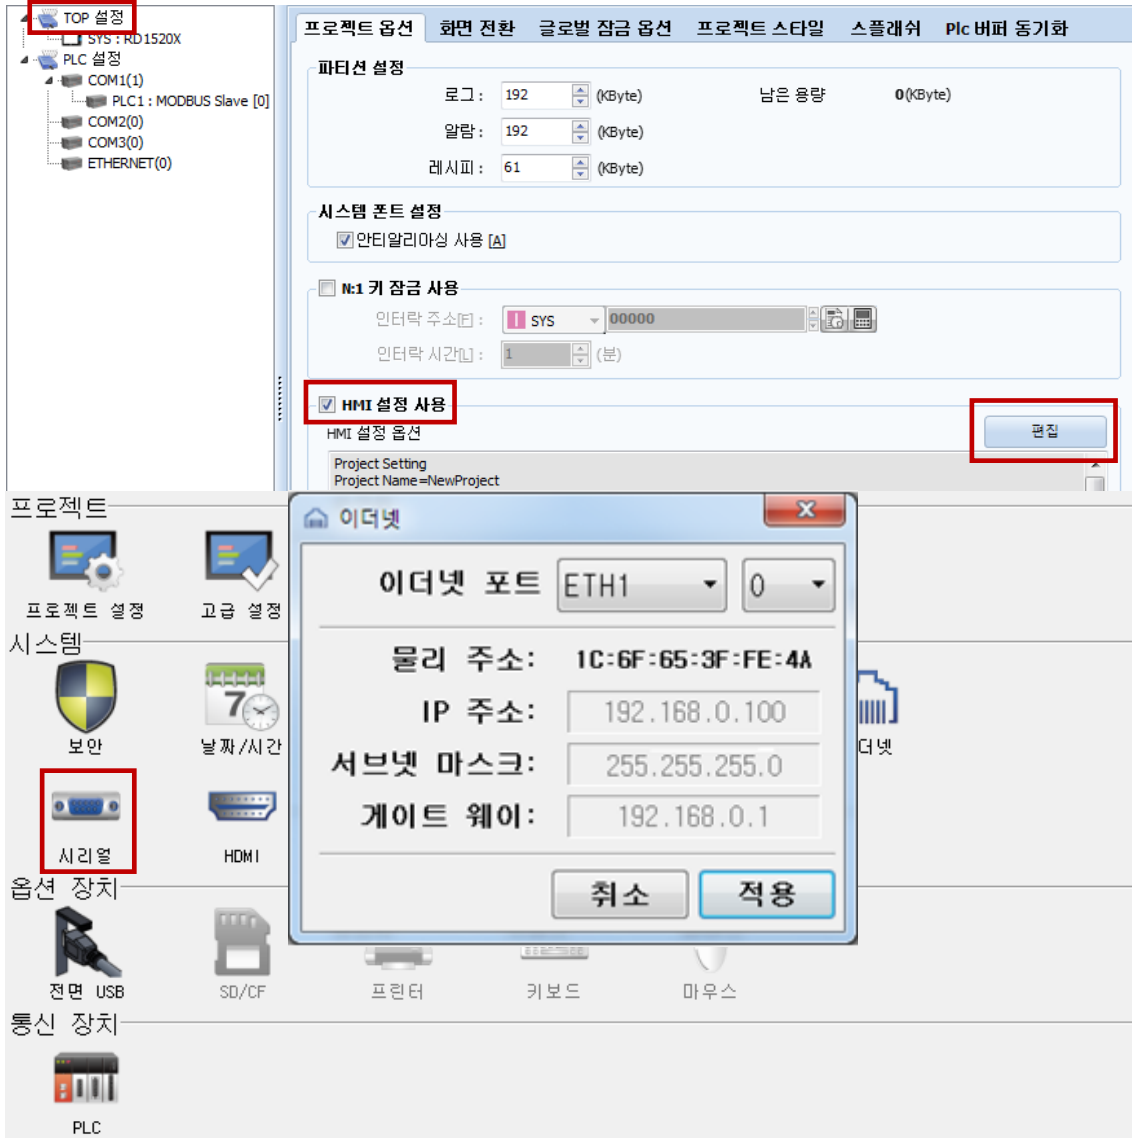 TOP 설정
SYS : RD1520X
PLC 설정
COM1(1)
PLC1 : MODBUS Slave [0]
COM2(0)
COM3(0)
ETHERNET(0)
프로젝트 옵션 화면 전환 글로벌 잠금 옵션 프로젝트 스타일 스플래쉬 Plc 버퍼 동기화
파티션 설정
로그 : 192 (KByte) 남은 용량 0(KByte)
알람 : 192 (KByte)
레시피 : 61 (KByte)
시스템 폰트 설정
안티알리아싱 사용 [A]
N:1 키 잠금 사용
인터락 주소[F] : I SYS 00000
인터락 시간[L] : 1 (분)
HMI 설정 사용
HMI 설정 옵션 편집
Project Setting
Project Name=NewProject
프로젝트
프로젝트 설정 고급 설정
시스템
7
보안 날짜/시간
더넷
시리얼 HDMI
이더넷
이더넷 포트 ETH1 0
물리 주소: 1C:6F:65:3F:FE:4A
IP 주소: 192.168.0.100
서브넷 마스크: 255.255.255.0
게이트 웨이: 192.168.0.1
취소 적용
옵션 장치
전면 USB SD/CF 프린터 키보드 마우스
통신 장치
PLC